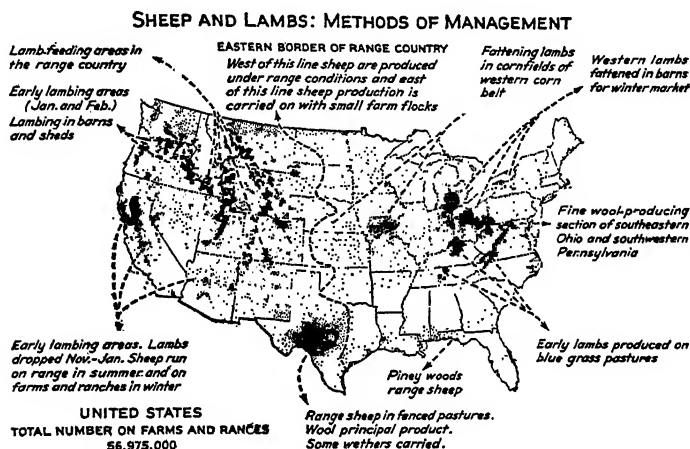 SHEEP AND LAMBS: METHODS OF MANAGEMENT
Lamb-feeding areas in
the range country
Early lambing areas
(Jan. and Feb.)
Lambing in barns
and sheds
EASTERN BORDER OF RANGE COUNTRY
West of this line sheep are produced
under range conditions and east
of this line sheep production is
carried on with small farm flocks
Fattening lambs
in cornfields of
western corn
belt
Western lambs
fattened in barns
for winter market
Fine wool-producing
section of southeastern
Ohio and southwestern
Pennsylvania
Early lambing areas. Lambs
dropped Nov.-Jan. Sheep run
on range in summer and on
farms and ranches in winter
Early lambs produced on
blue grass pastures
Piney woods
range sheep
Range sheep in fenced pastures.
Wool principal product.
Some wethers carried.
UNITED STATES
TOTAL NUMBER ON FARMS AND RANGES
56,975,000